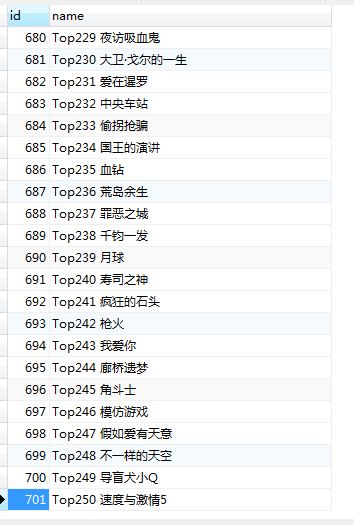 id name
680 Top229 夜访吸血鬼
681 Top230 大卫·戈尔的一生
682 Top231 爱在暹罗
683 Top232 中央车站
684 Top233 偷拐抢骗
685 Top234 国王的演讲
686 Top235 血钻
687 Top236 荒岛余生
688 Top237 罪恶之城
689 Top238 千钧一发
690 Top239 月球
691 Top240 寿司之神
692 Top241 疯狂的石头
693 Top242 枪火
694 Top243 我爱你
695 Top244 廊桥遗梦
696 Top245 角斗士
697 Top246 模仿游戏
698 Top247 假如爱有天意
699 Top248 不一样的天空
700 Top249 导盲犬小Q
701 Top250 速度与激情5